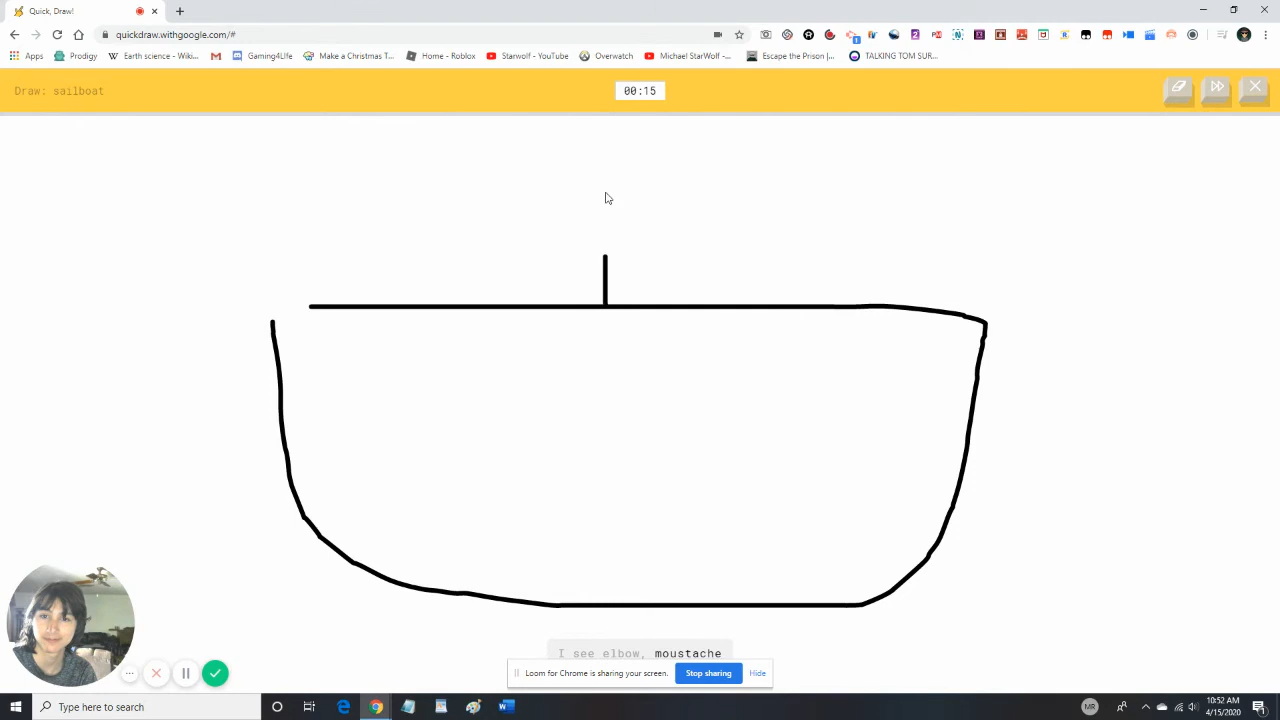 Quick, Draw!
quickdraw.withgoogle.com/#
Apps Prodigy Earth science - Wiki... Gaming4Life Make a Christmas T... Home - Roblox Starwolf - YouTube Overwatch Michael StarWolf -... Escape the Prison |... TALKING TOM SUR...
Draw: sailboat
00:15
I see elbow, moustache
Loom for Chrome is sharing your screen. Stop sharing Hide
Type here to search
MR
10:52 AM
4/15/2020